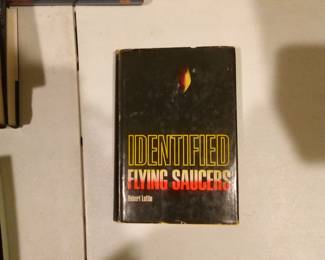 IDENTIFIED
FLYING SAUCERS
Robert Loftin